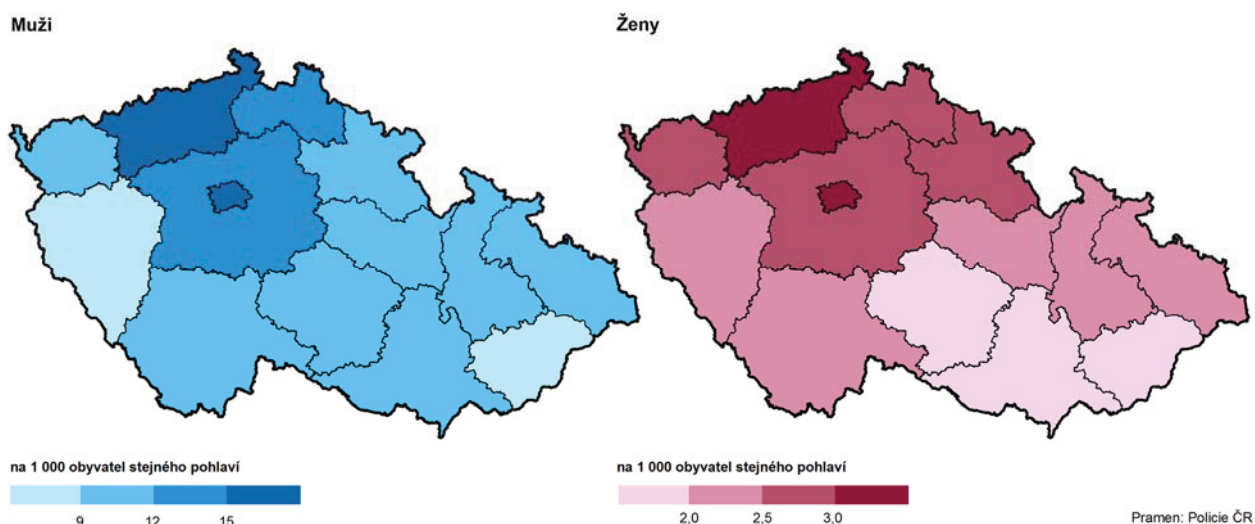 Muži
Ženy
na 1 000 obyvatel stejného pohlaví
9 12 15
na 1 000 obyvatel stejného pohlaví
2.0 2.5 3.0
Pramen: Policie ČR